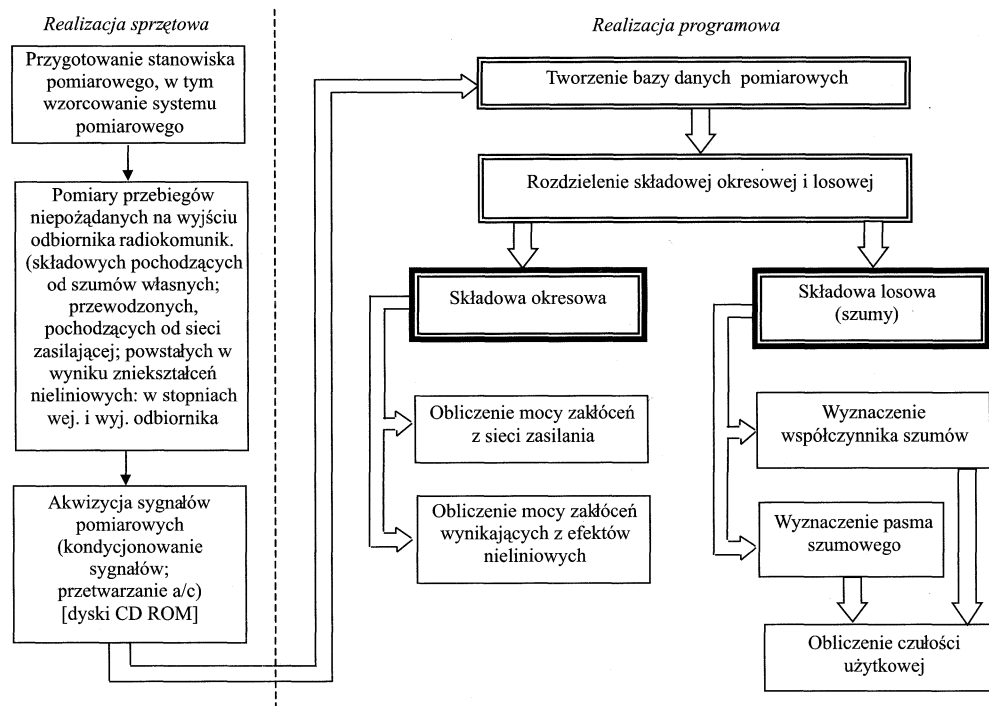 Realizacja sprzętowa
Przygotowanie stanowiska
pomiarowego, w tym
wzorcowanie systemu
pomiarowego
Pomiary przebiegów
niepożądanych na wyjściu
odbiornika radiokomunik.
(składowych pochodzących
od szumów własnych;
przewodzonych,
pochodzących od sieci
zasilającej; powstałych w
wyniku zniekształceń
nieliniowych: w stopniach
wej. i wyj. odbiornika
Akwizycja sygnałów
pomiarowych
(kondycjonowanie
sygnałów;
przetwarzanie a/c)
[dyski CD ROM]
Realizacja programowa
Tworzenie bazy danych pomiarowych
Rozdzielenie składowej okresowej i losowej
Składowa okresowa
Obliczenie mocy zakłóceń
z sieci zasilania
Obliczenie mocy zakłóceń
wynikających z efektów
nieliniowych
Składowa losowa
(szumy)
Wyznaczenie
współczynnika szumów
Wyznaczenie pasma
szumowego
Obliczenie czułości
użytkowej